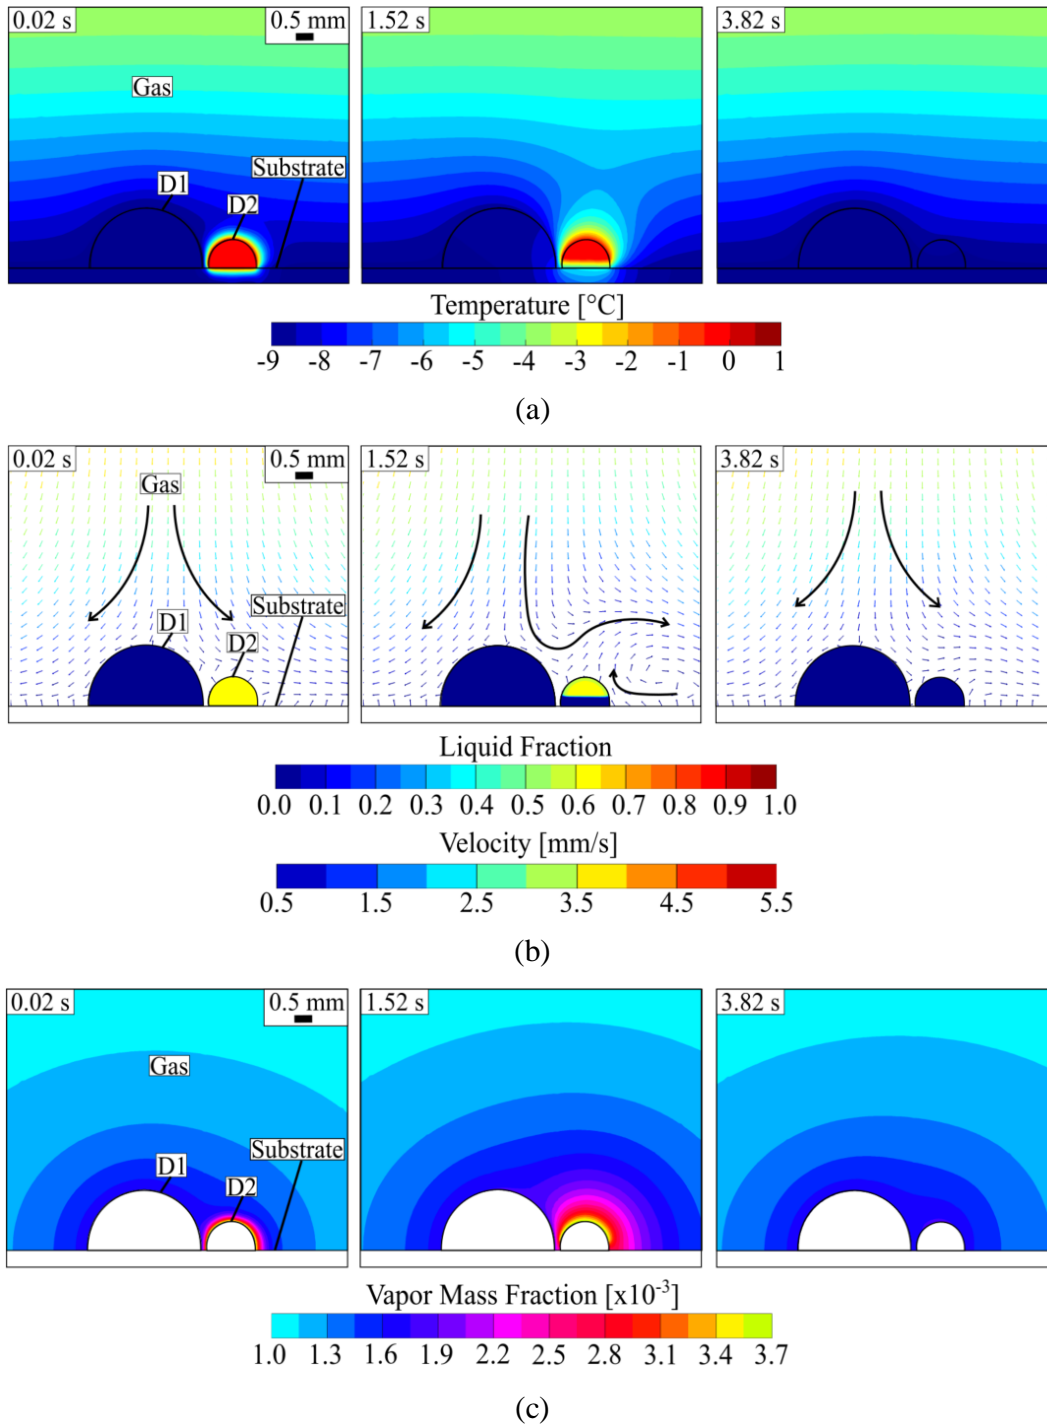 0.02 s 0.5 mm 1.52 s 3.82 s
Gas
Substrate
D1
D2
Temperature [°C]
-9 -8 -7 -6 -5 -4 -3 -2 -1 0 1
(a)
0.02 s 0.5 mm 1.52 s 3.82 s
Gas
Substrate
D1
D2
Liquid Fraction
0.0 0.1 0.2 0.3 0.4 0.5 0.6 0.7 0.8 0.9 1.0
Velocity [mm/s]
0.5 1.5 2.5 3.5 4.5 5.5
(b)
0.02 s 0.5 mm 1.52 s 3.82 s
Gas
Substrate
D1
D2
Vapor Mass Fraction [x10⁻³]
1.0 1.3 1.6 1.9 2.2 2.5 2.8 3.1 3.4 3.7
(c)